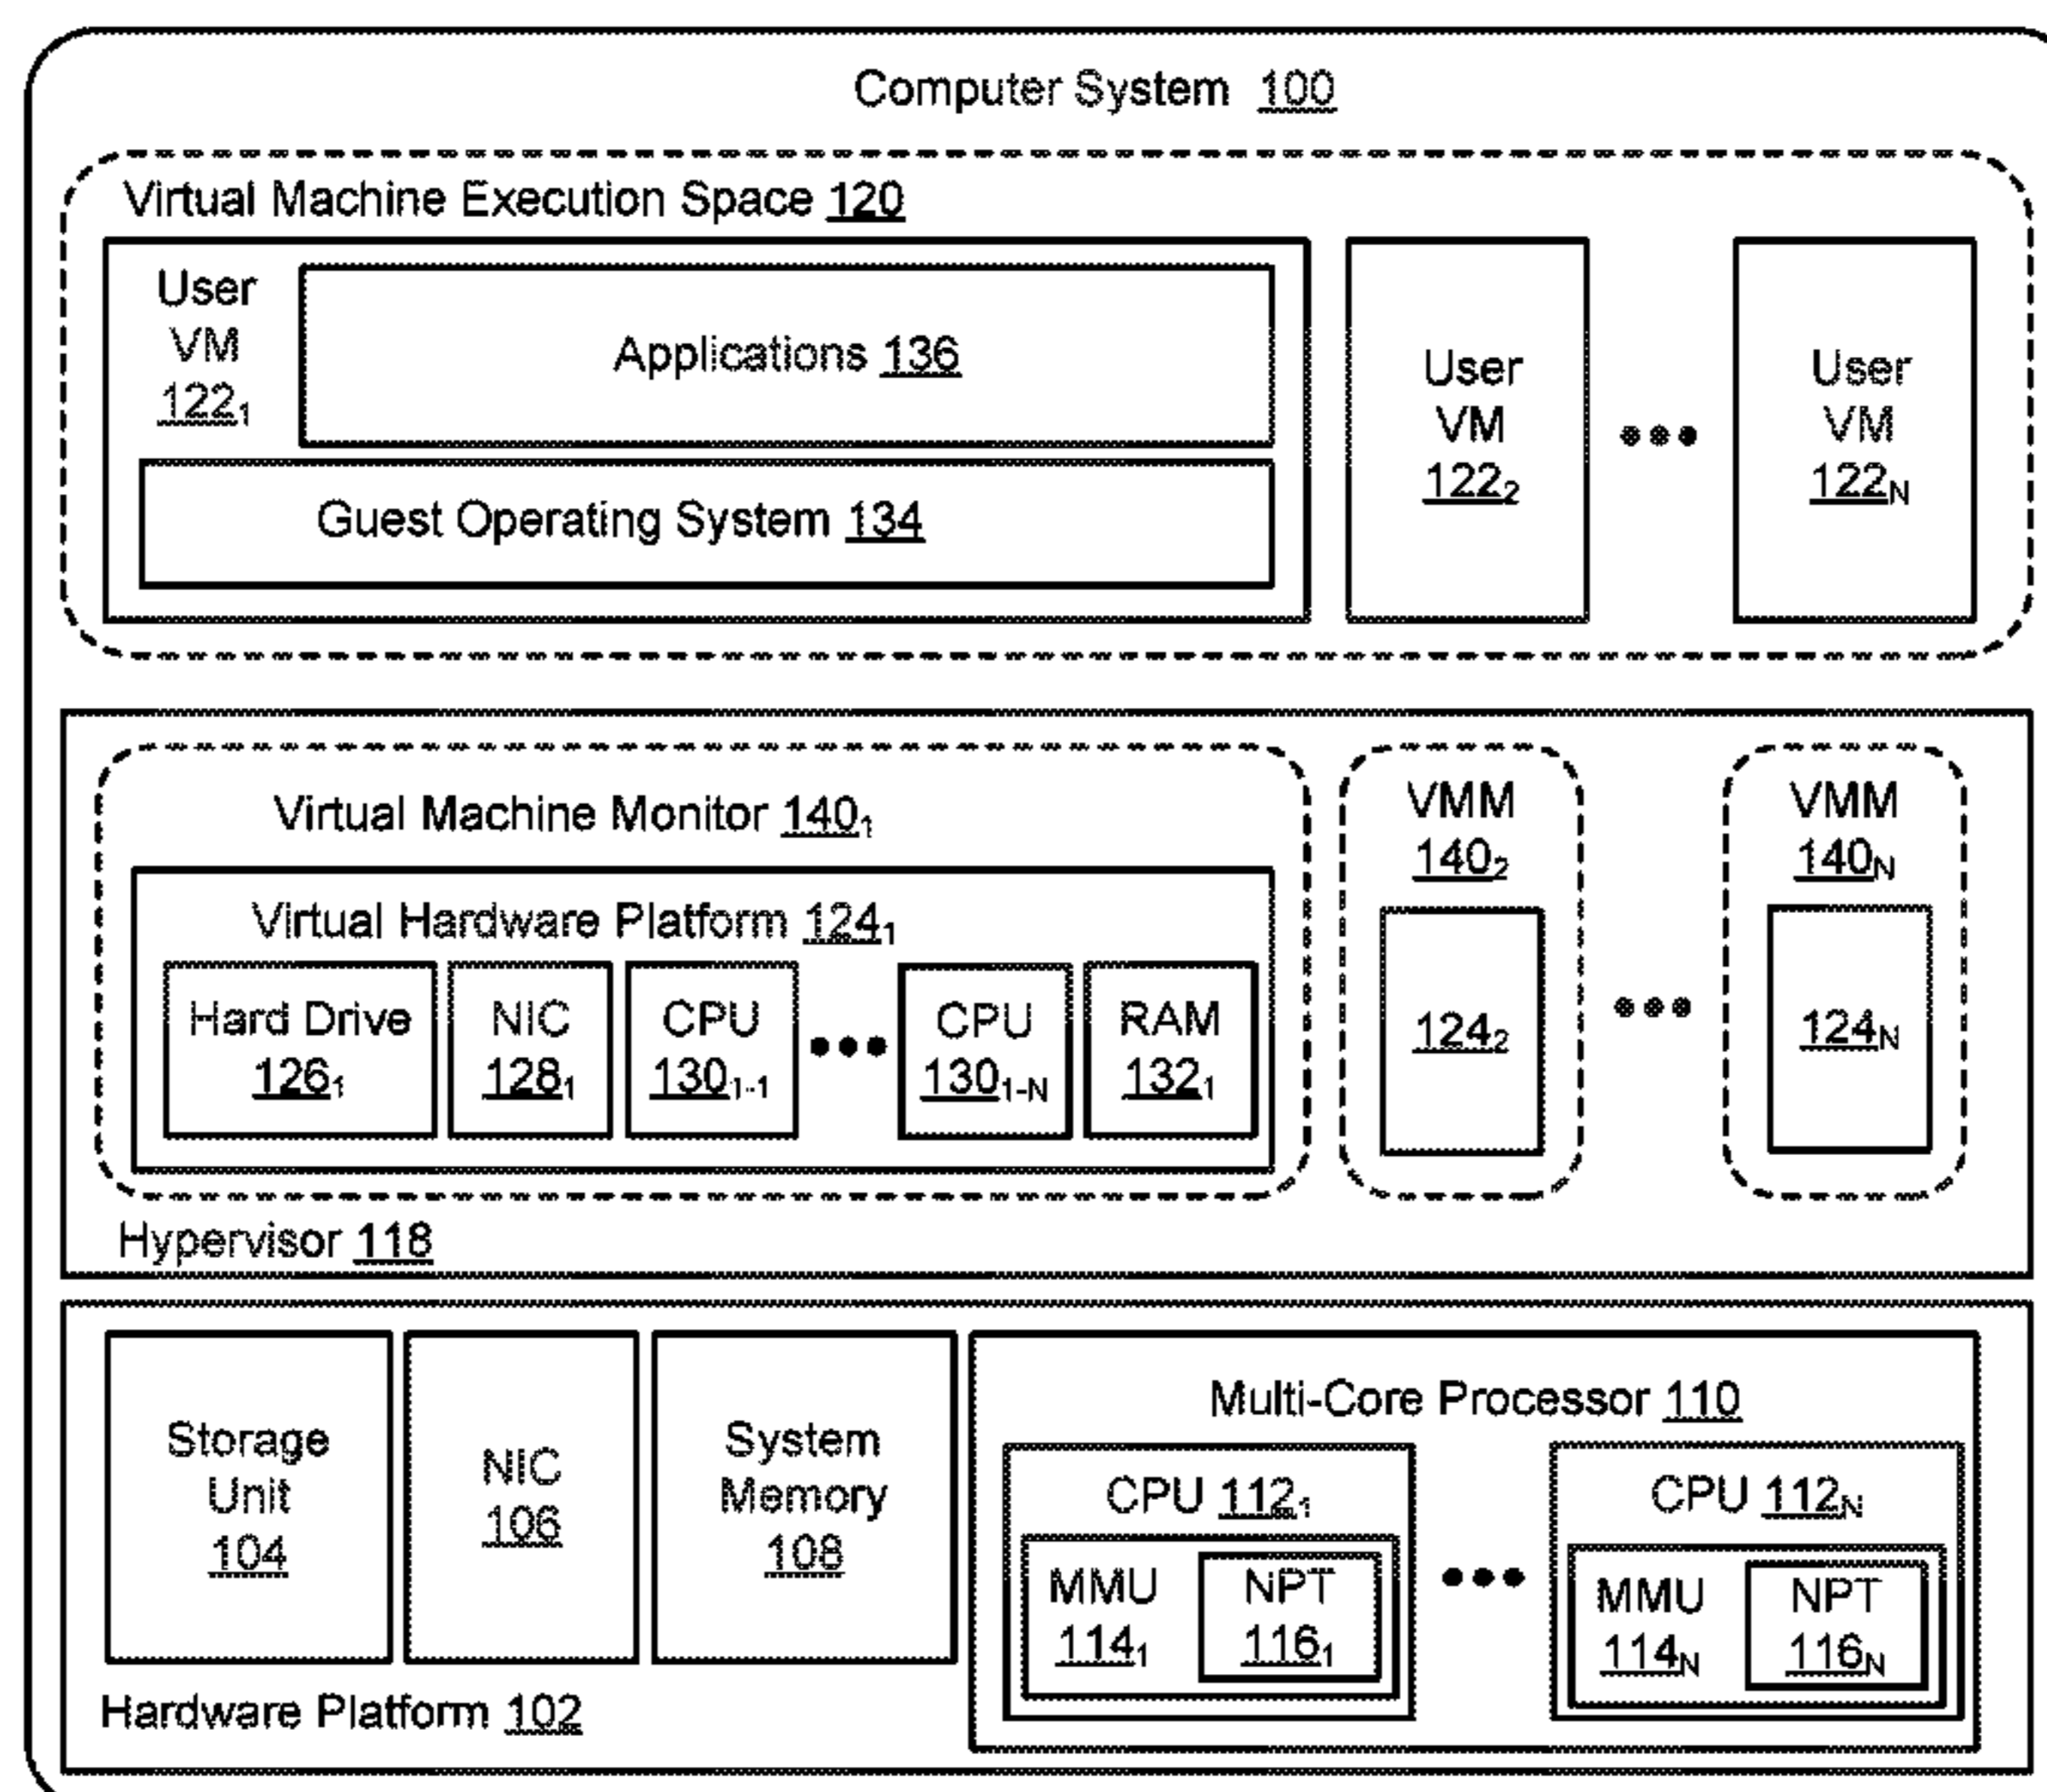 Computer System 100
Virtual Machine Execution Space 120
User
VM
122₁
Applications 136
Guest Operating System 134
User
VM
122₂
User
VM
122N
Virtual Machine Monitor 140₁
Virtual Hardware Platform 124₁
Hard Drive
126₁
NIC
128₁
CPU
130₁₋₁
CPU
130₁₋N
RAM
132₁
VMM
140₂
124₂
VMM
140N
124N
Hypervisor 118
Storage
Unit
104
NIC
106
System
Memory
108
Multi-Core Processor 110
CPU 112₁
MMU
114₁
NPT
116₁
CPU 112N
MMU
114N
NPT
116N
Hardware Platform 102